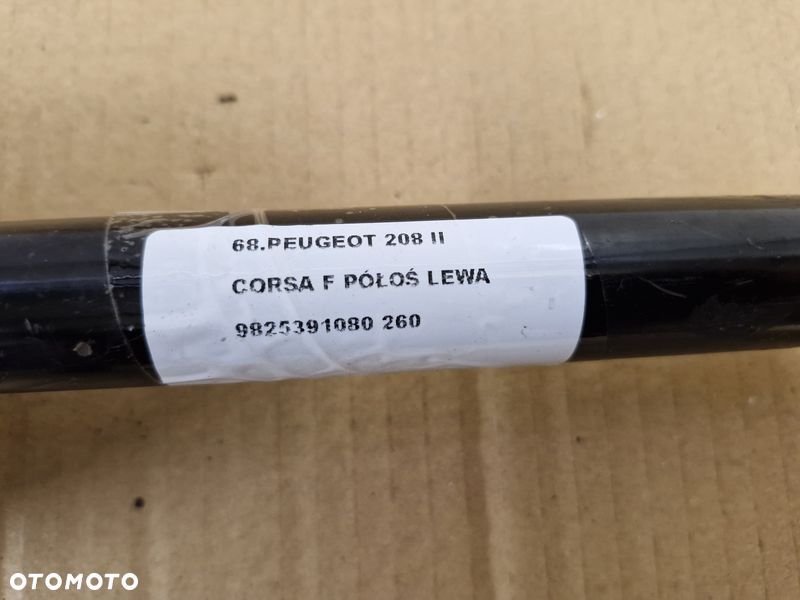 68.PEUGEOT 208 II
CORSA F PÓŁOŚ LEWA
9825391080 260
OTOMOTO